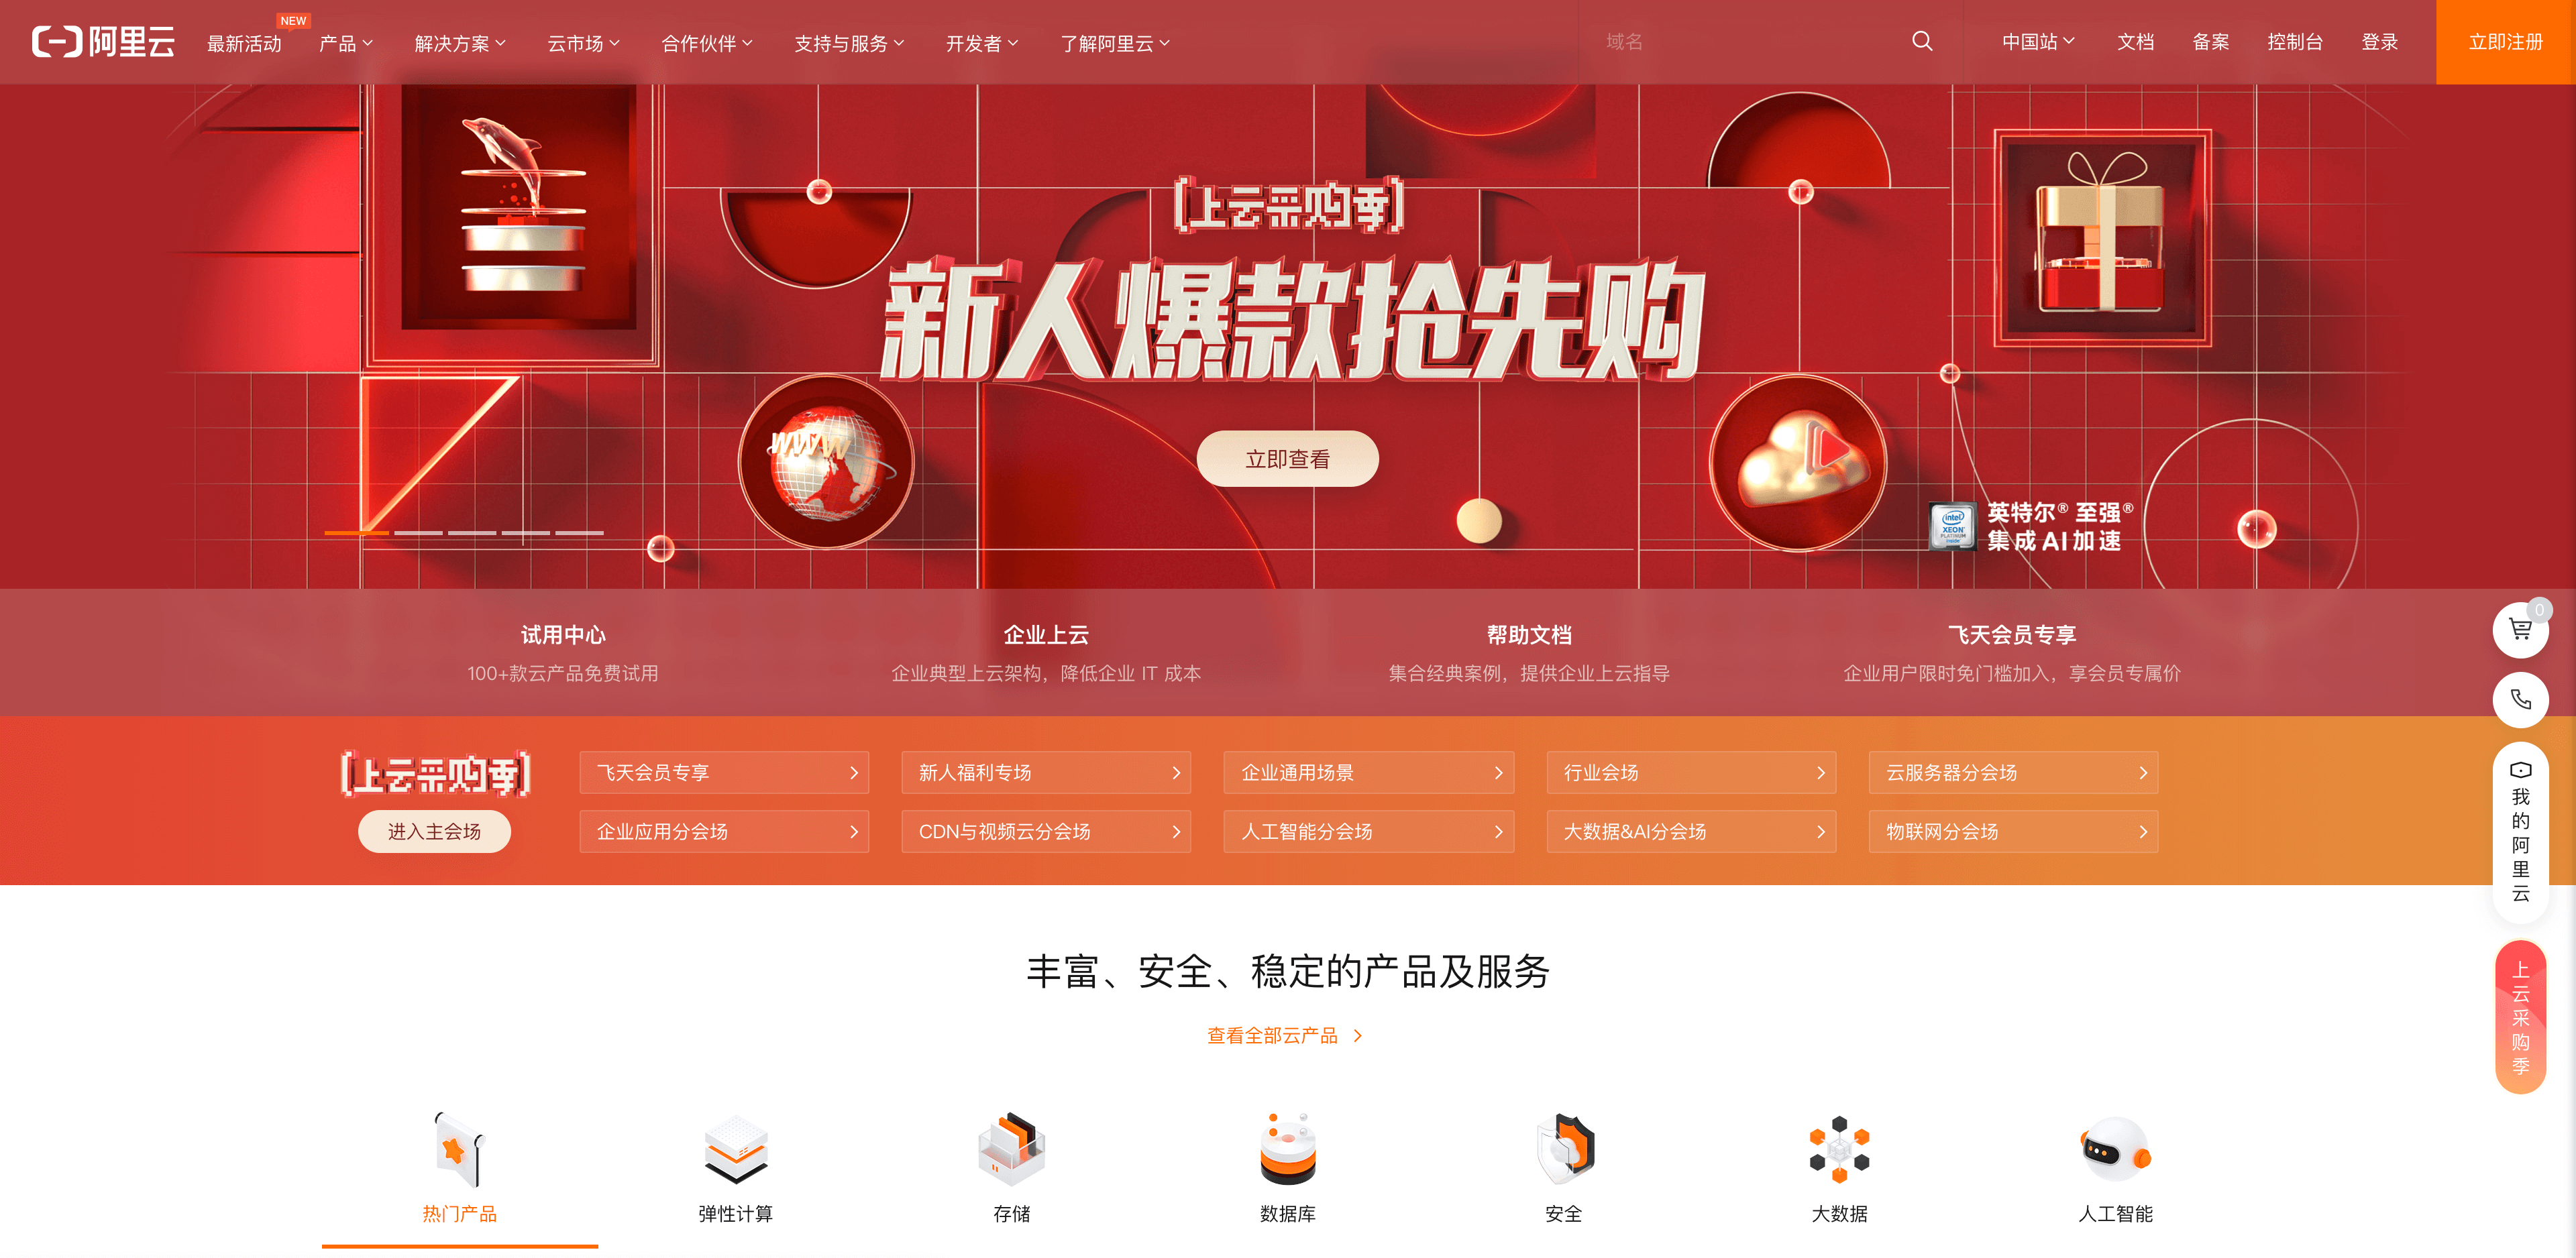 阿里云
最新活动
NEW
产品
解决方案
云市场
合作伙伴
支持与服务
开发者
了解阿里云
域名
中国站
文档
备案
控制台
登录
立即注册
[上云采购季]
新人爆款抢先购
立即查看
WWW
intel
XEON
PLATINUM
inside
英特尔® 至强®
集成 AI 加速
试用中心
100+款云产品免费试用
企业上云
企业典型上云架构，降低企业 IT 成本
帮助文档
集合经典案例，提供企业上云指导
飞天会员专享
企业用户限时免门槛加入，享会员专属价
0
[上云采购季]
进入主会场
飞天会员专享
新人福利专场
企业通用场景
行业会场
云服务器分会场
企业应用分会场
CDN与视频云分会场
人工智能分会场
大数据&AI分会场
物联网分会场
我的阿里云
上云采购季
丰富、安全、稳定的产品及服务
查看全部云产品
热门产品
弹性计算
存储
数据库
安全
大数据
人工智能